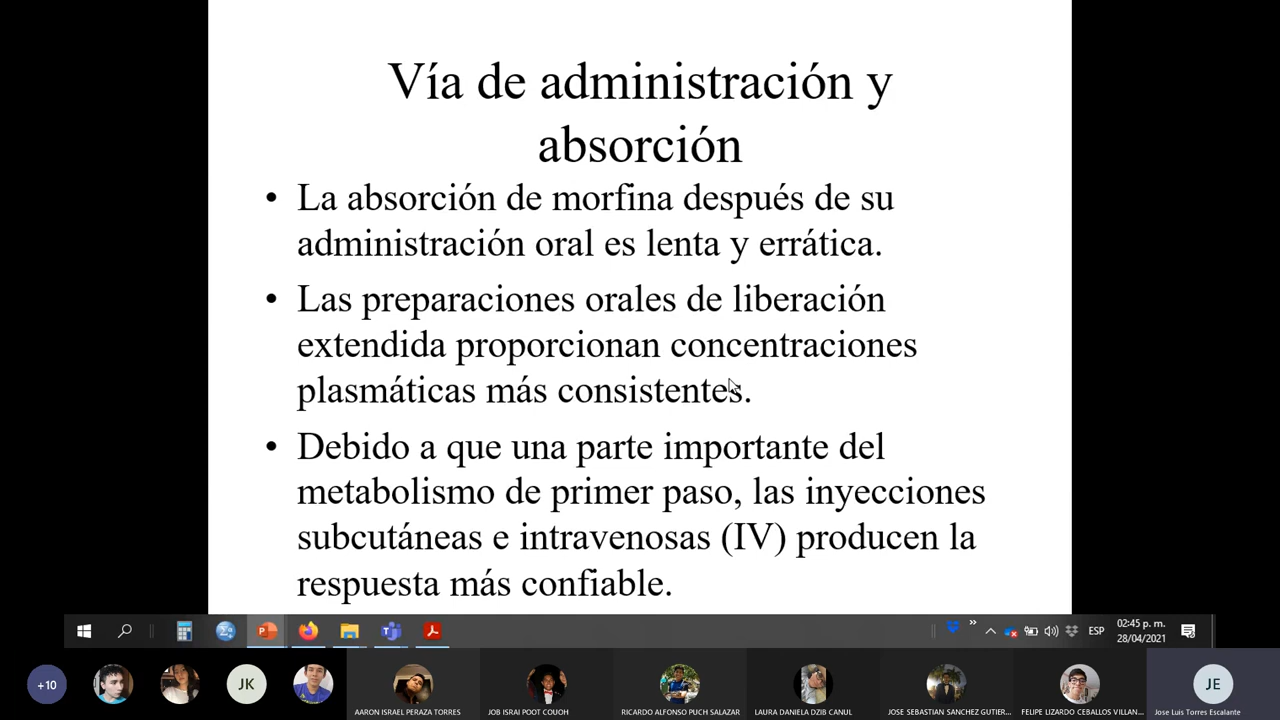 Vía de administración y
absorción
• La absorción de morfina después de su
administración oral es lenta y errática.
• Las preparaciones orales de liberación
extendida proporcionan concentraciones
plasmáticas más consistentes.
• Debido a que una parte importante del
metabolismo de primer paso, las inyecciones
subcutáneas e intravenosas (IV) producen la
respuesta más confiable.
ESP
02:45 p. m.
28/04/2021
+10
JK
JE
AARON ISRAEL PERAZA TORRES
JOB ISRAI POOT COUOH
RICARDO ALFONSO PUCH SALAZAR
LAURA DANIELA DZIB CANUL
JOSE SEBASTIAN SANCHEZ GUTIER...
FELIPE LIZARDO CEBALLOS VILLAN...
Jose Luis Torres Escalante